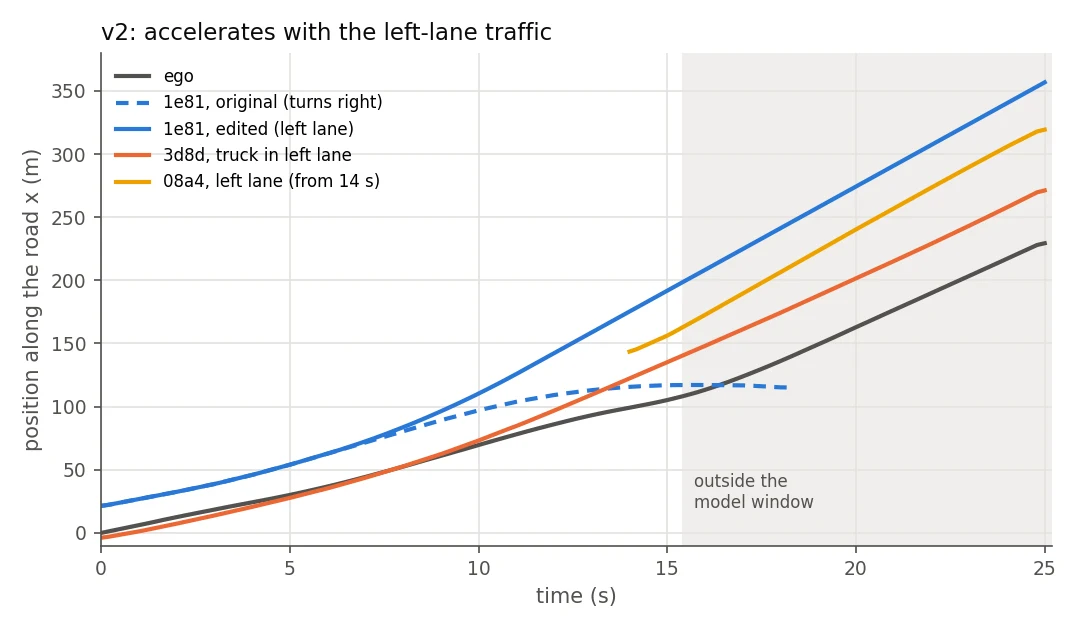 v2: accelerates with the left-lane traffic
ego
1e81, original (turns right)
1e81, edited (left lane)
3d8d, truck in left lane
08a4, left lane (from 14 s)
position along the road x (m)
350
300
250
200
150
100
50
0
outside the
model window
0 5 10 15 20 25
time (s)